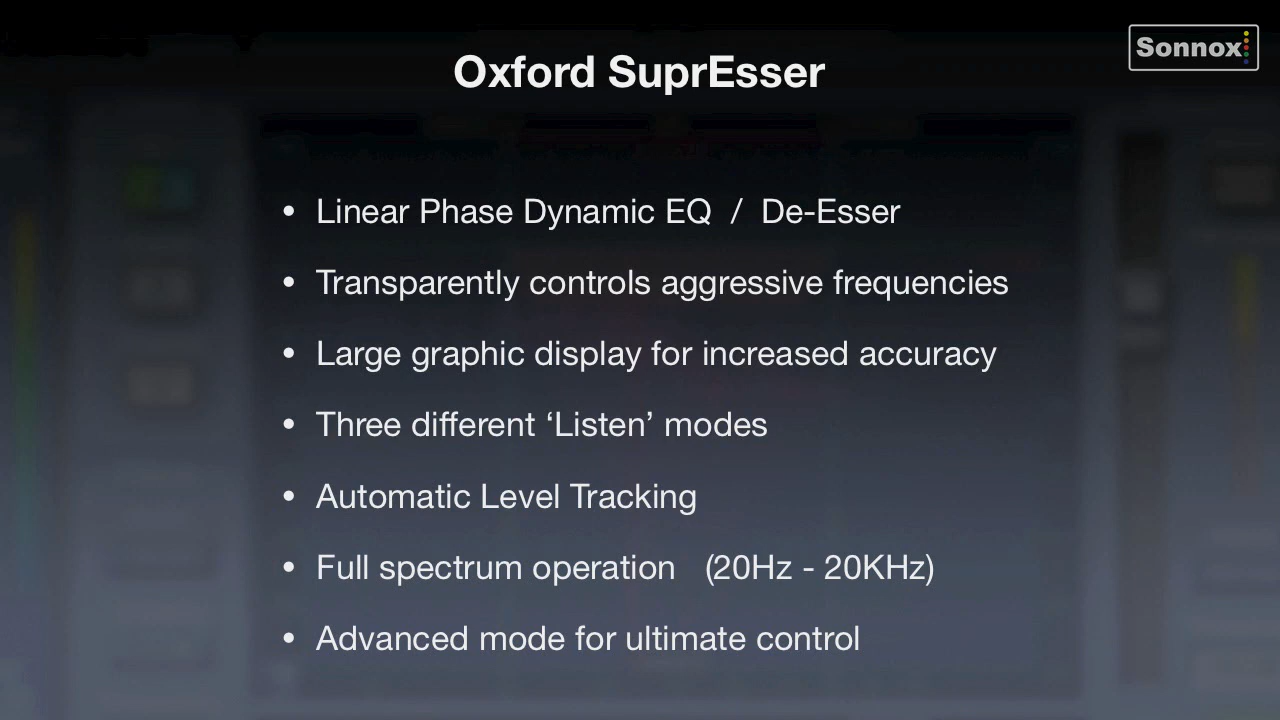 Sonnox
Oxford SuprEsser
• Linear Phase Dynamic EQ / De-Esser
• Transparently controls aggressive frequencies
• Large graphic display for increased accuracy
• Three different ‘Listen’ modes
• Automatic Level Tracking
• Full spectrum operation (20Hz - 20KHz)
• Advanced mode for ultimate control